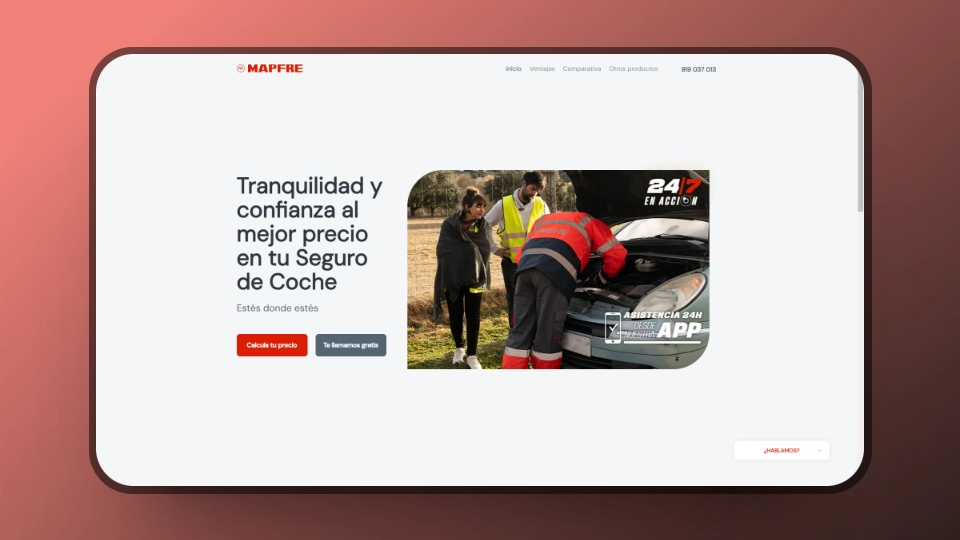 MAPFRE
Inicio Ventajas Comparativa Otros productos 919 037 013
Tranquilidad y
confianza al
mejor precio
en tu Seguro
de Coche
Estés donde estés
Calcula tu precio Te llamamos gratis
24|7
EN ACCIÓN
MAPFRE
ASISTENCIA 24H
DESDE
NUESTRA APP
¿HABLAMOS?